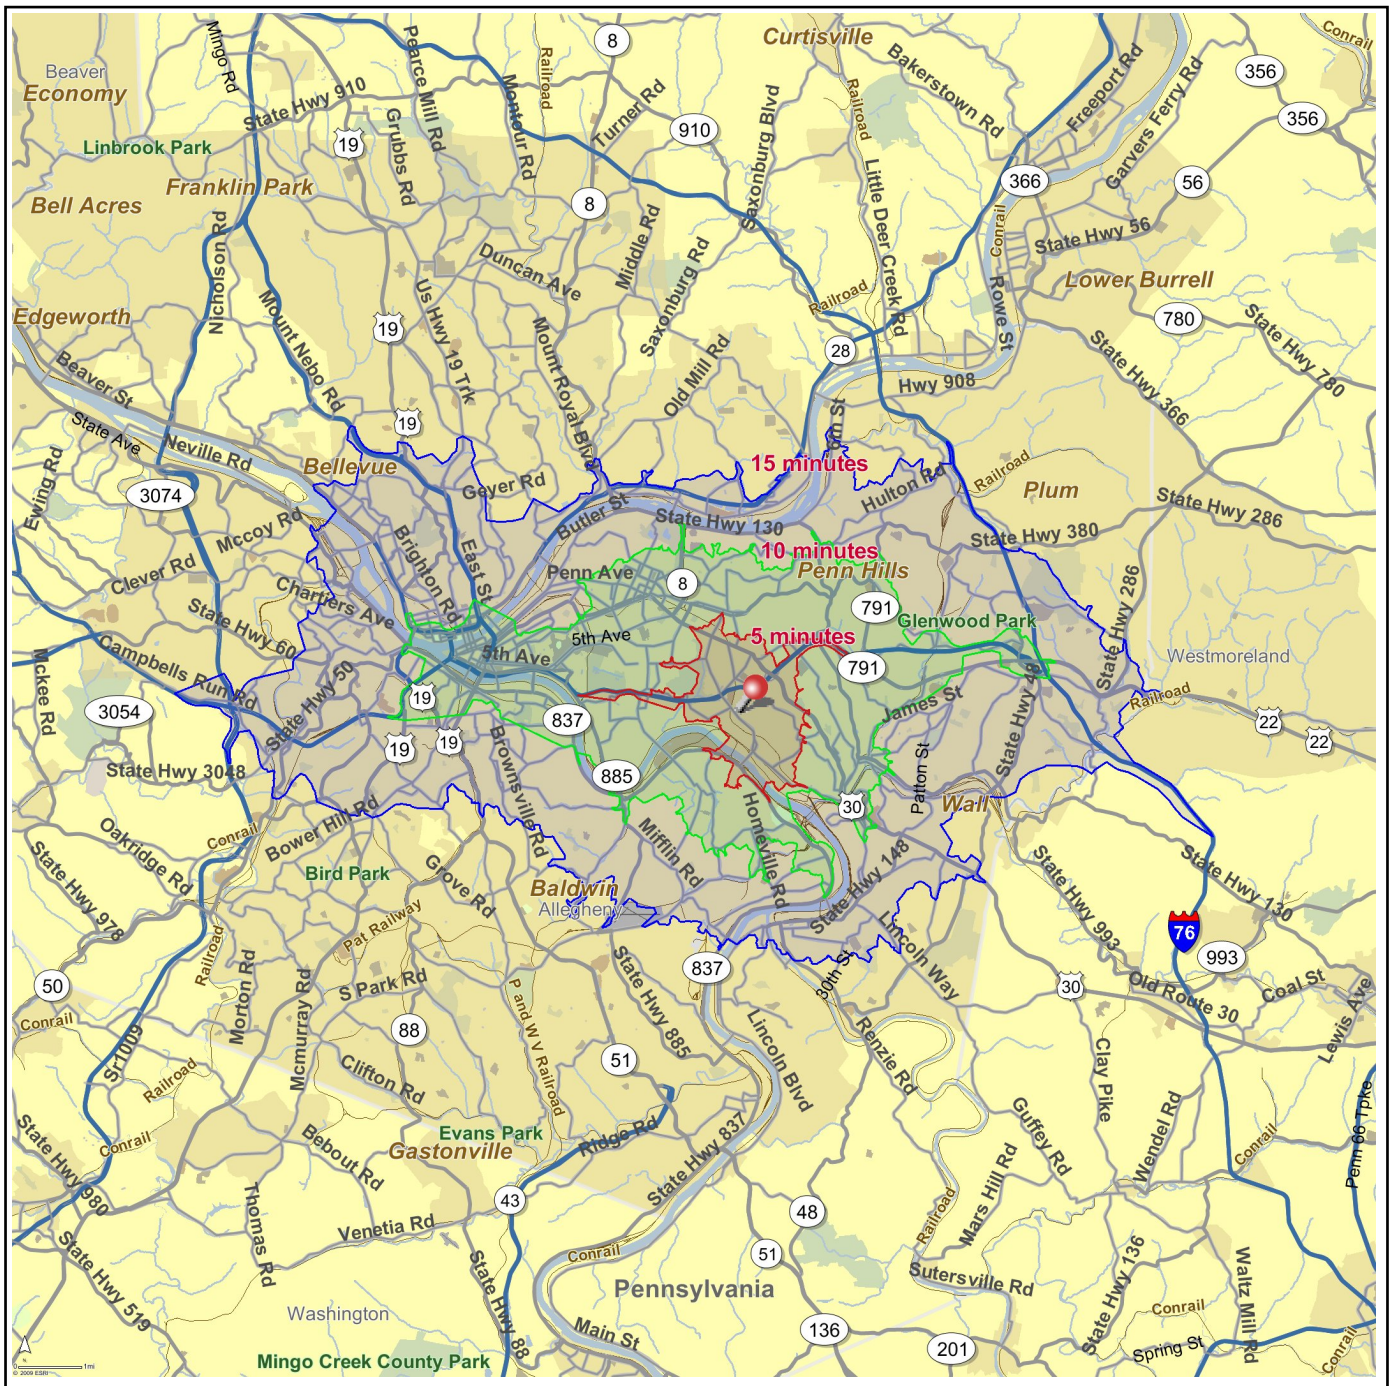 Mingo Rd
Pearce Mill Rd
Railroad
8
Curtisville
Conrail
Beaver
Economy
State Hwy 910
Montour Rd
Turner Rd
910
Saxonburg Blvd
Railroad
Bakerstown Rd
Freeport Rd
Garvers Ferry Rd
356
356
Linbrook Park
19
Grubbs Rd
Franklin Park
Bell Acres
8
Little Deer Creek Rd
366
56
Nicholson Rd
Duncan Ave
Middle Rd
Saxonburg Rd
Conrail
State Hwy 56
Lower Burrell
Edgeworth
Mount Nebo Rd
19
Us Hwy 19 Trk
Mount Royal Blvd
Old Mill Rd
Railroad
28
Rowe St
780
State Hwy 780
State Hwy 366
Beaver St
State Ave
Hwy 908
19
Neville Rd
Bellevue
Geyer Rd
15 minutes
Hulton Rd
Railroad
Plum
Ewing Rd
3074
Mccoy Rd
Butler St
State Hwy 130
State Hwy 286
State Hwy 380
Clever Rd
Brighton Rd
East St
Penn Ave
8
10 minutes
Penn Hills
791
State Hwy 286
Chartiers Ave
State Hwy 60
5th Ave
5th Ave
5 minutes
Glenwood Park
Westmoreland
Mckee Rd
Campbells Run Rd
State Hwy 50
791
State Hwy 48
Railroad
3054
19
837
James St
22
22
19
19
Brownsville Rd
State Hwy 3048
885
30
Patton St
Wall
Conrail
Bower Hill Rd
Oakridge Rd
Mifflin Rd
Homeville Rd
State Hwy 978
Bird Park
Grove Rd
Baldwin
Allegheny
State Hwy 148
State Hwy 993
State Hwy 130
Pat Railway
Railroad
Lincoln Way
76
993
50
Morton Rd
S Park Rd
State Hwy 885
837
30th St
30
Old Route 30
Coal St
Conrail
Sr1009
Mcmurray Rd
88
P and W V Railroad
Lincoln Blvd
Renzie Rd
Lewis Ave
51
Clay Pike
Railroad
Clifton Rd
Wendel Rd
Penn 66 Tpke
State Hwy 980
Conrail
Evans Park
Ridge Rd
State Hwy 837
Guffey Rd
Conrail
Bebout Rd
Gastonville
Mars Hill Rd
Thomas Rd
Venetia Rd
43
48
Railroad
State Hwy 519
State Hwy 88
Conrail
51
State Hwy 136
Waltz Mill Rd
Pennsylvania
Sutersville Rd
Washington
Conrail
Main St
136
201
Spring St
Conrail
Mingo Creek County Park
0 1mi
© 2009 ESRI